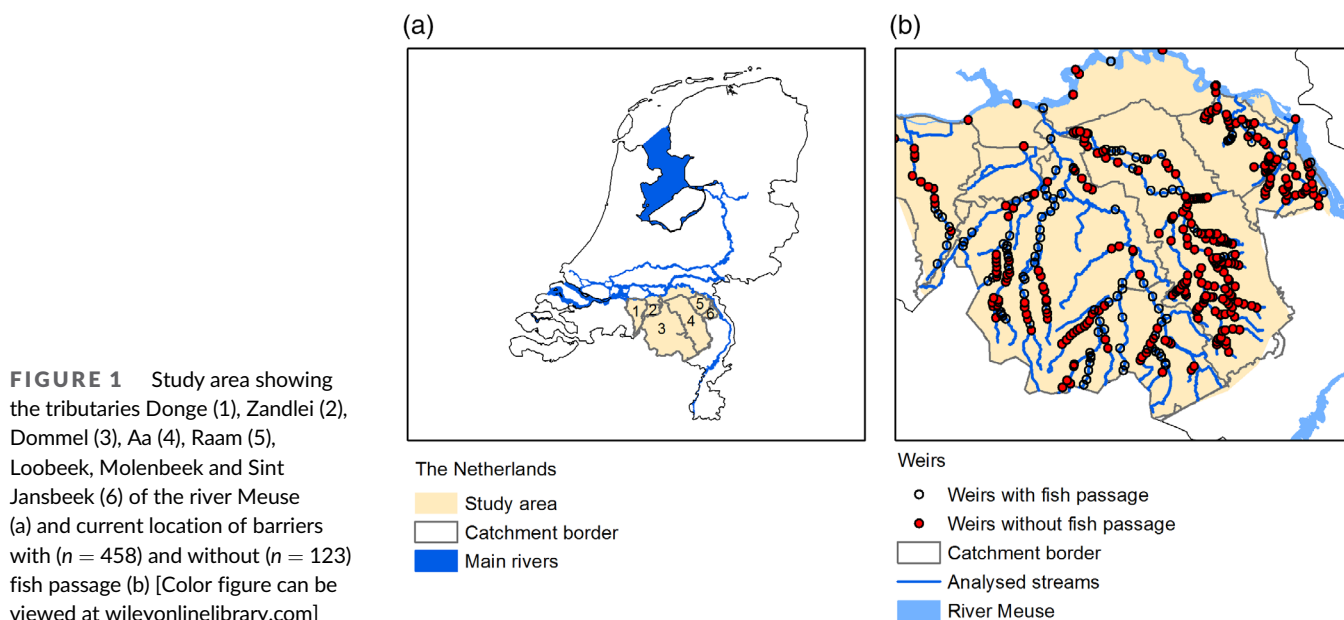 (a)
(b)
1
2
3
4
5
6
FIGURE 1 Study area showing
the tributaries Donge (1), Zandlei (2),
Dommel (3), Aa (4), Raam (5),
Loobeek, Molenbeek and Sint
Jansbeek (6) of the river Meuse
(a) and current location of barriers
with (n = 458) and without (n = 123)
fish passage (b) [Color figure can be
viewed at wileyonlinelibrary.com]
The Netherlands
Study area
Catchment border
Main rivers
Weirs
Weirs with fish passage
Weirs without fish passage
Catchment border
Analysed streams
River Meuse